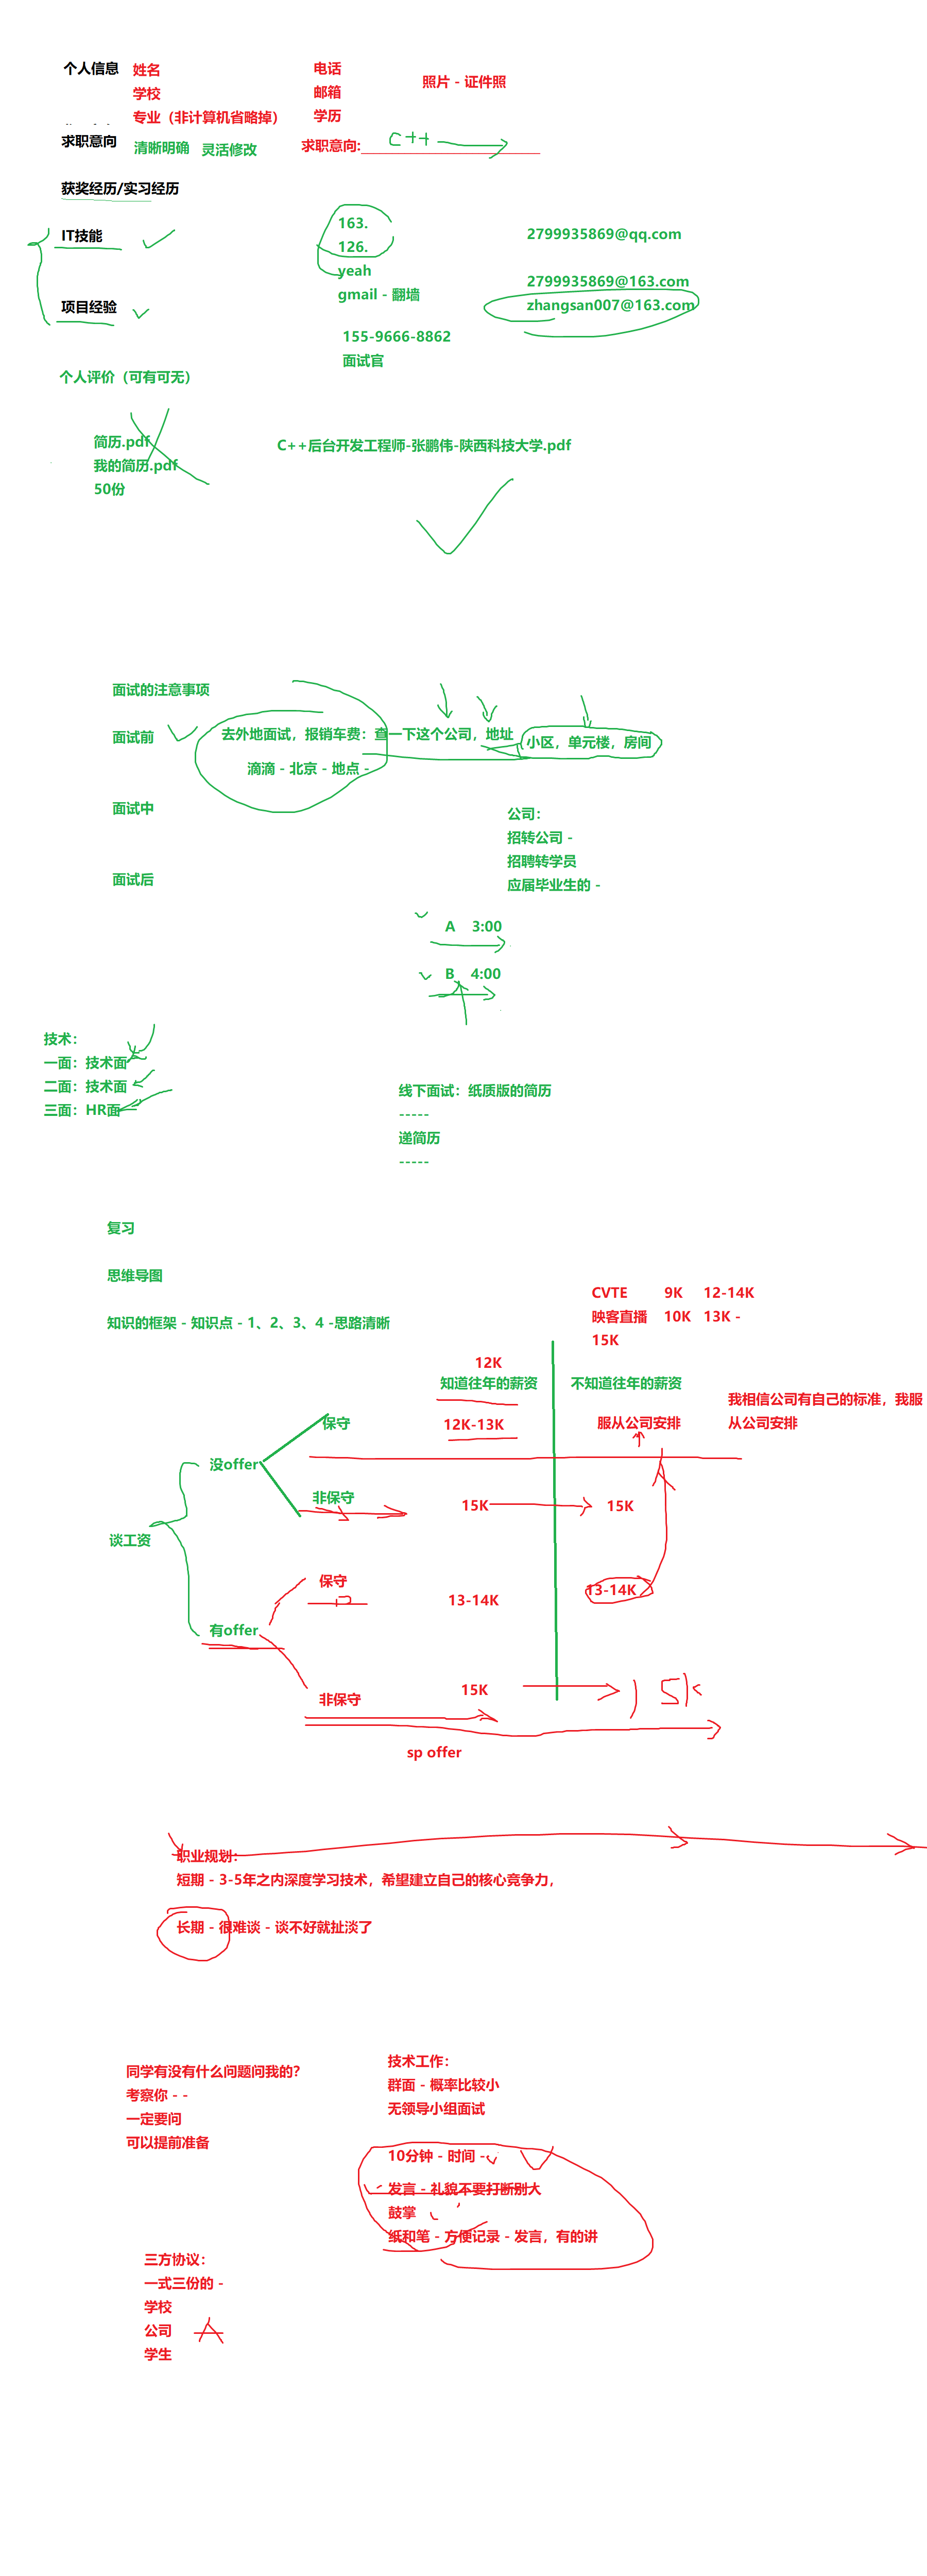 个人信息
姓名
学校
专业（非计算机省略掉）
电话
邮箱
学历
照片 - 证件照
求职意向
清晰明确
灵活修改
求职意向:
C++
获奖经历/实习经历
IT技能
项目经验
163.
126.
yeah
gmail - 翻墙
2799935869@qq.com
2799935869@163.com
zhangsan007@163.com
155-9666-8862
面试官
个人评价（可有可无）
简历.pdf
我的简历.pdf
50份
C++后台开发工程师-张鹏伟-陕西科技大学.pdf
面试的注意事项
面试前
去外地面试，报销车费：查一下这个公司，地址
小区，单元楼，房间
滴滴 - 北京 - 地点 -
面试中
面试后
公司：
招转公司 -
招聘转学员
应届毕业生的 -
A 3:00
B 4:00
技术：
一面：技术面
二面：技术面
三面：HR面
线下面试：纸质版的简历
-----
递简历
-----
复习
思维导图
知识的框架 - 知识点 - 1、2、3、4 -思路清晰
CVTE 9K 12-14K
映客直播 10K 13K -
15K
12K
知道往年的薪资
不知道往年的薪资
我相信公司有自己的标准，我服
从公司安排
保守
12K-13K
服从公司安排
没offer
非保守
15K
15K
谈工资
保守
13-14K
13-14K
有offer
非保守
15K
15K
sp offer
职业规划：
短期 - 3-5年之内深度学习技术，希望建立自己的核心竞争力，
长期 - 很难谈 - 谈不好就扯淡了
同学有没有什么问题问我的？
考察你 - -
一定要问
可以提前准备
技术工作：
群面 - 概率比较小
无领导小组面试
10分钟 - 时间 -
发言 - 礼貌不要打断别大
鼓掌
纸和笔 - 方便记录 - 发言，有的讲
三方协议：
一式三份的 -
学校
公司
学生